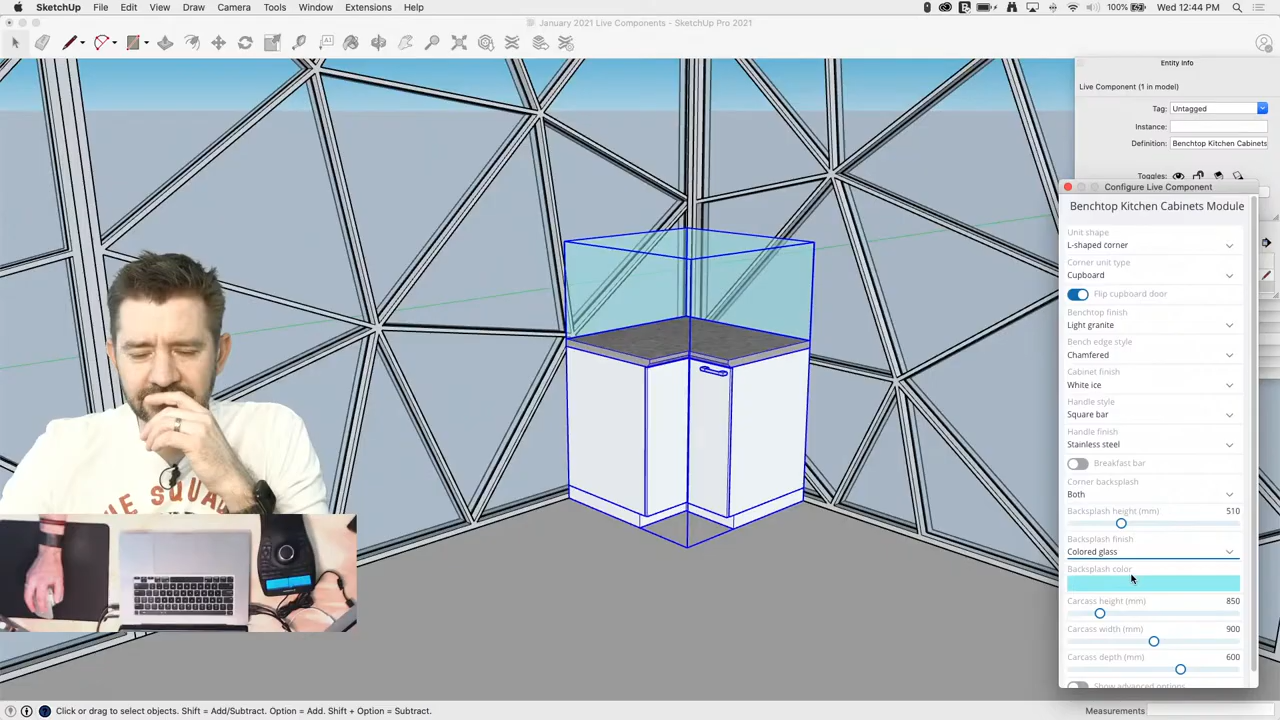 SketchUp File Edit View Draw Camera Tools Window Extensions Help
100% Wed 12:44 PM
January 2021 Live Components - SketchUp Pro 2021
Entity Info
Live Component (1 in model)
Tag: Untagged
Instance:
Definition: Benchtop Kitchen Cabinets
Toggles:
Configure Live Component
Benchtop Kitchen Cabinets Module
Unit shape
L-shaped corner
Corner unit type
Cupboard
Flip cupboard door
Benchtop finish
Light granite
Bench edge style
Chamfered
Cabinet finish
White ice
Handle style
Square bar
Handle finish
Stainless steel
Breakfast bar
Corner backsplash
Both
Backsplash height (mm) 510
Backsplash finish
Colored glass
Backsplash color
Carcass height (mm) 850
Carcass width (mm) 900
Carcass depth (mm) 600
Show advanced options
Click or drag to select objects. Shift = Add/Subtract. Option = Add. Shift + Option = Subtract.
Measurements